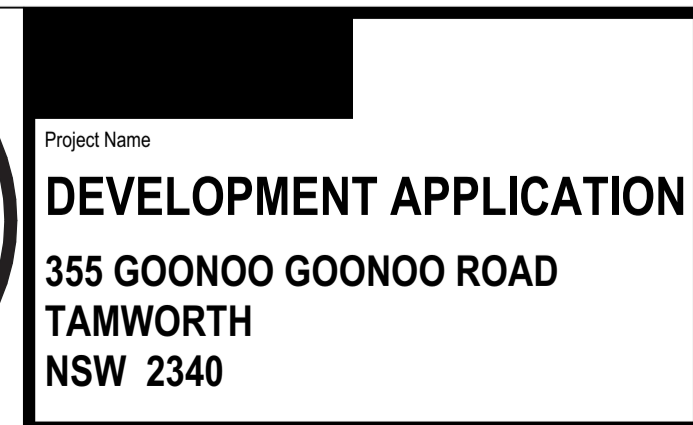 Project Name
DEVELOPMENT APPLICATION
355 GOONOO GOONOO ROAD
TAMWORTH
NSW 2340